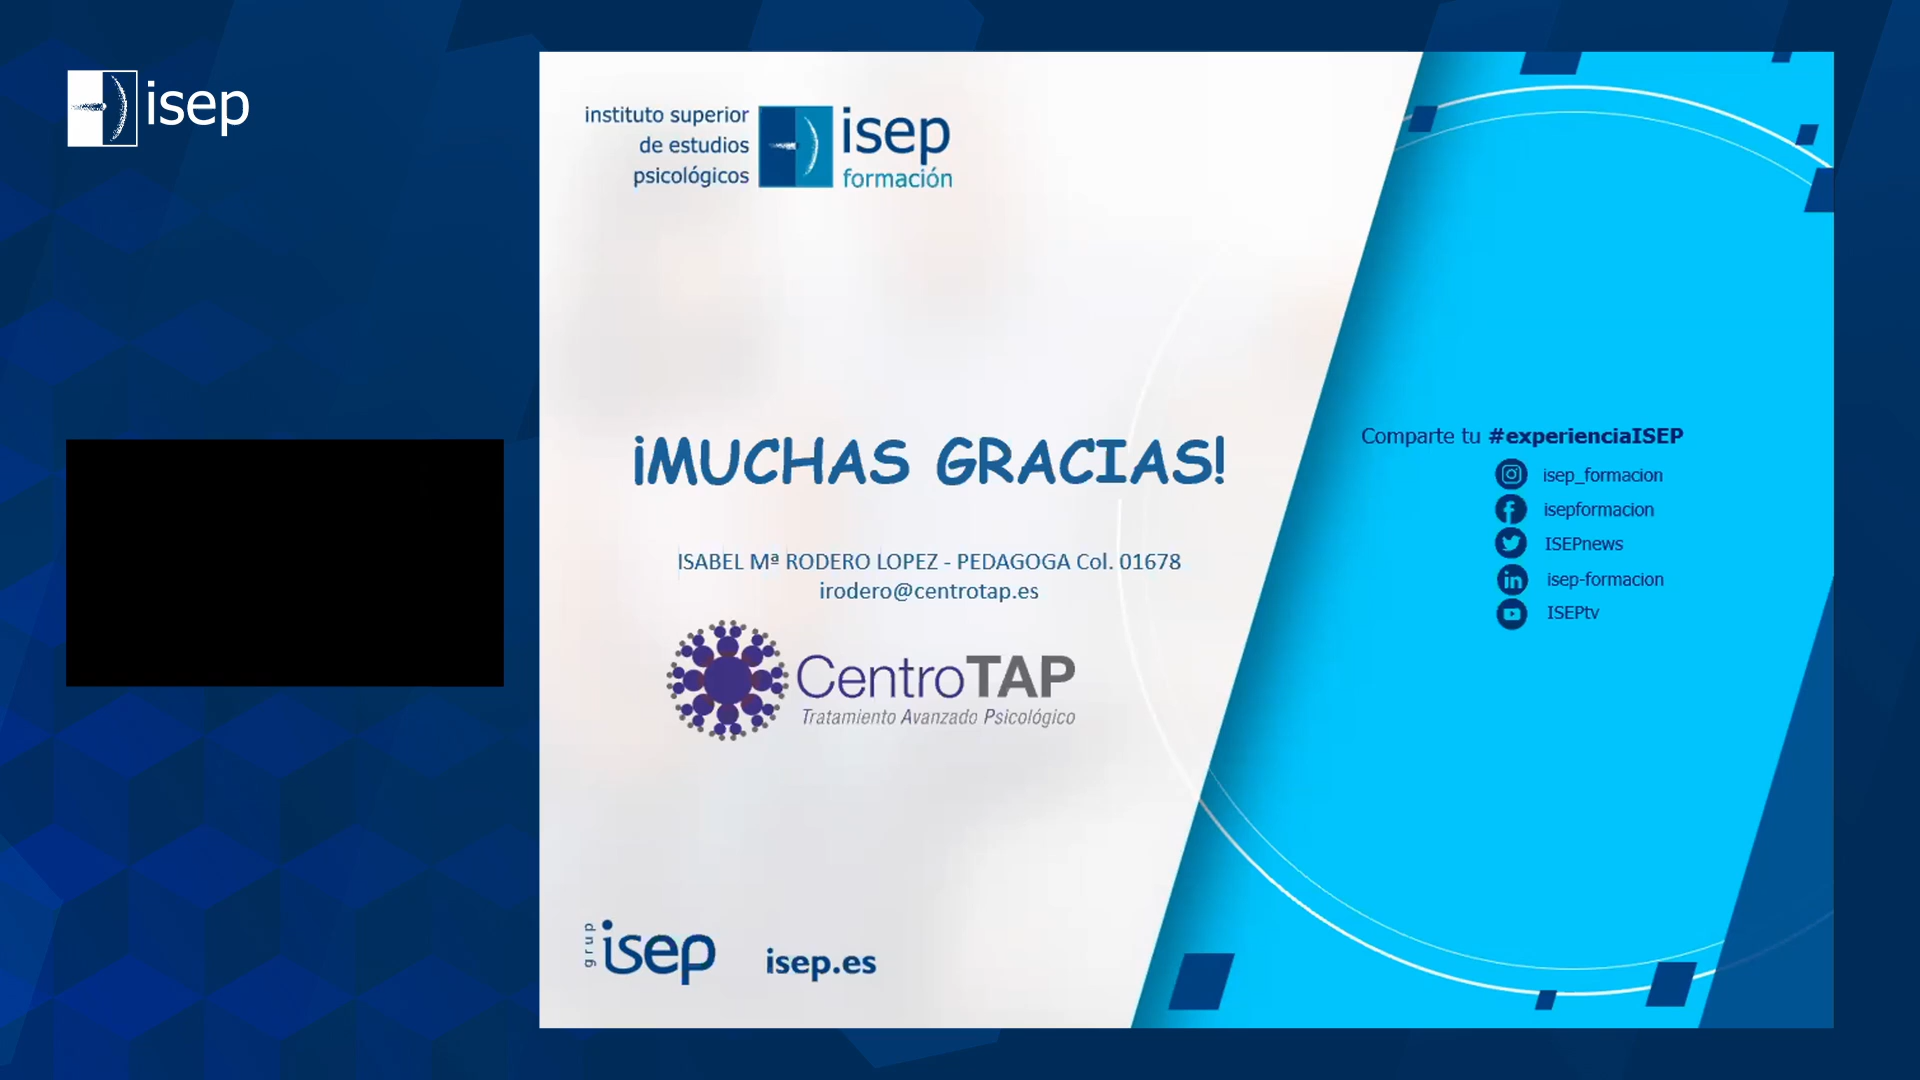 isep
instituto superior
de estudios
psicológicos
isep
formación
¡MUCHAS GRACIAS!
ISABEL Mª RODERO LOPEZ - PEDAGOGA Col. 01678
irodero@centrotap.es
CentroTAP
Tratamiento Avanzado Psicológico
Comparte tu #experienciaISEP
isep_formacion
isepformacion
ISEPnews
isep-formacion
ISEPtv
grup isep
isep.es